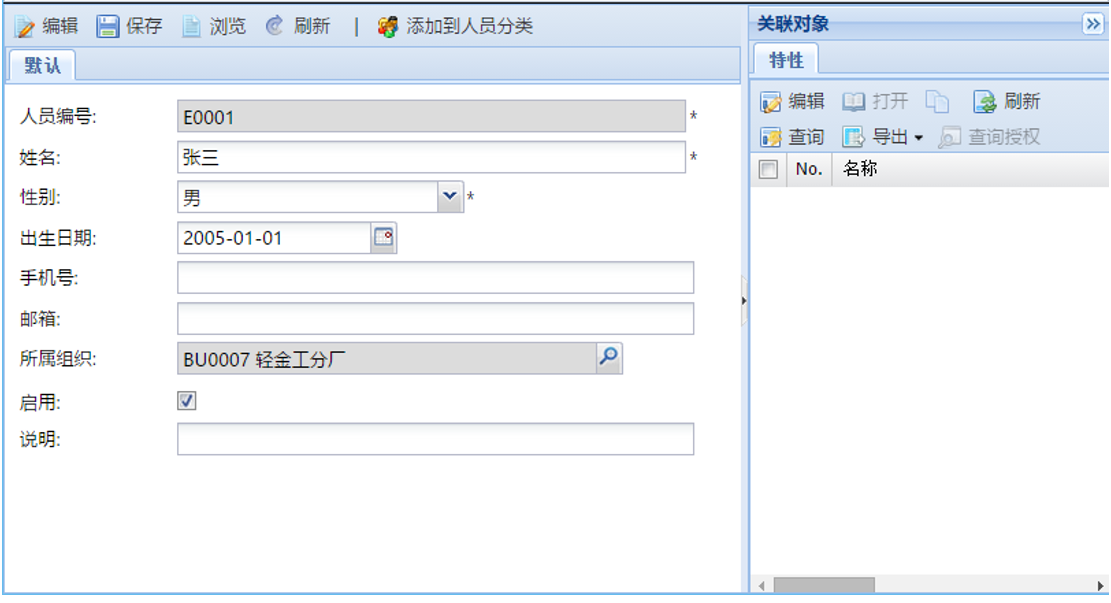 编辑 保存 浏览 刷新 | 添加到人员分类
默认
人员编号: E0001 *
姓名: 张三 *
性别: 男 *
出生日期: 2005-01-01
手机号:
邮箱:
所属组织: BU0007 轻金工分厂
启用:
说明:
关联对象
特性
编辑 打开 刷新
查询 导出 查询授权
No. 名称